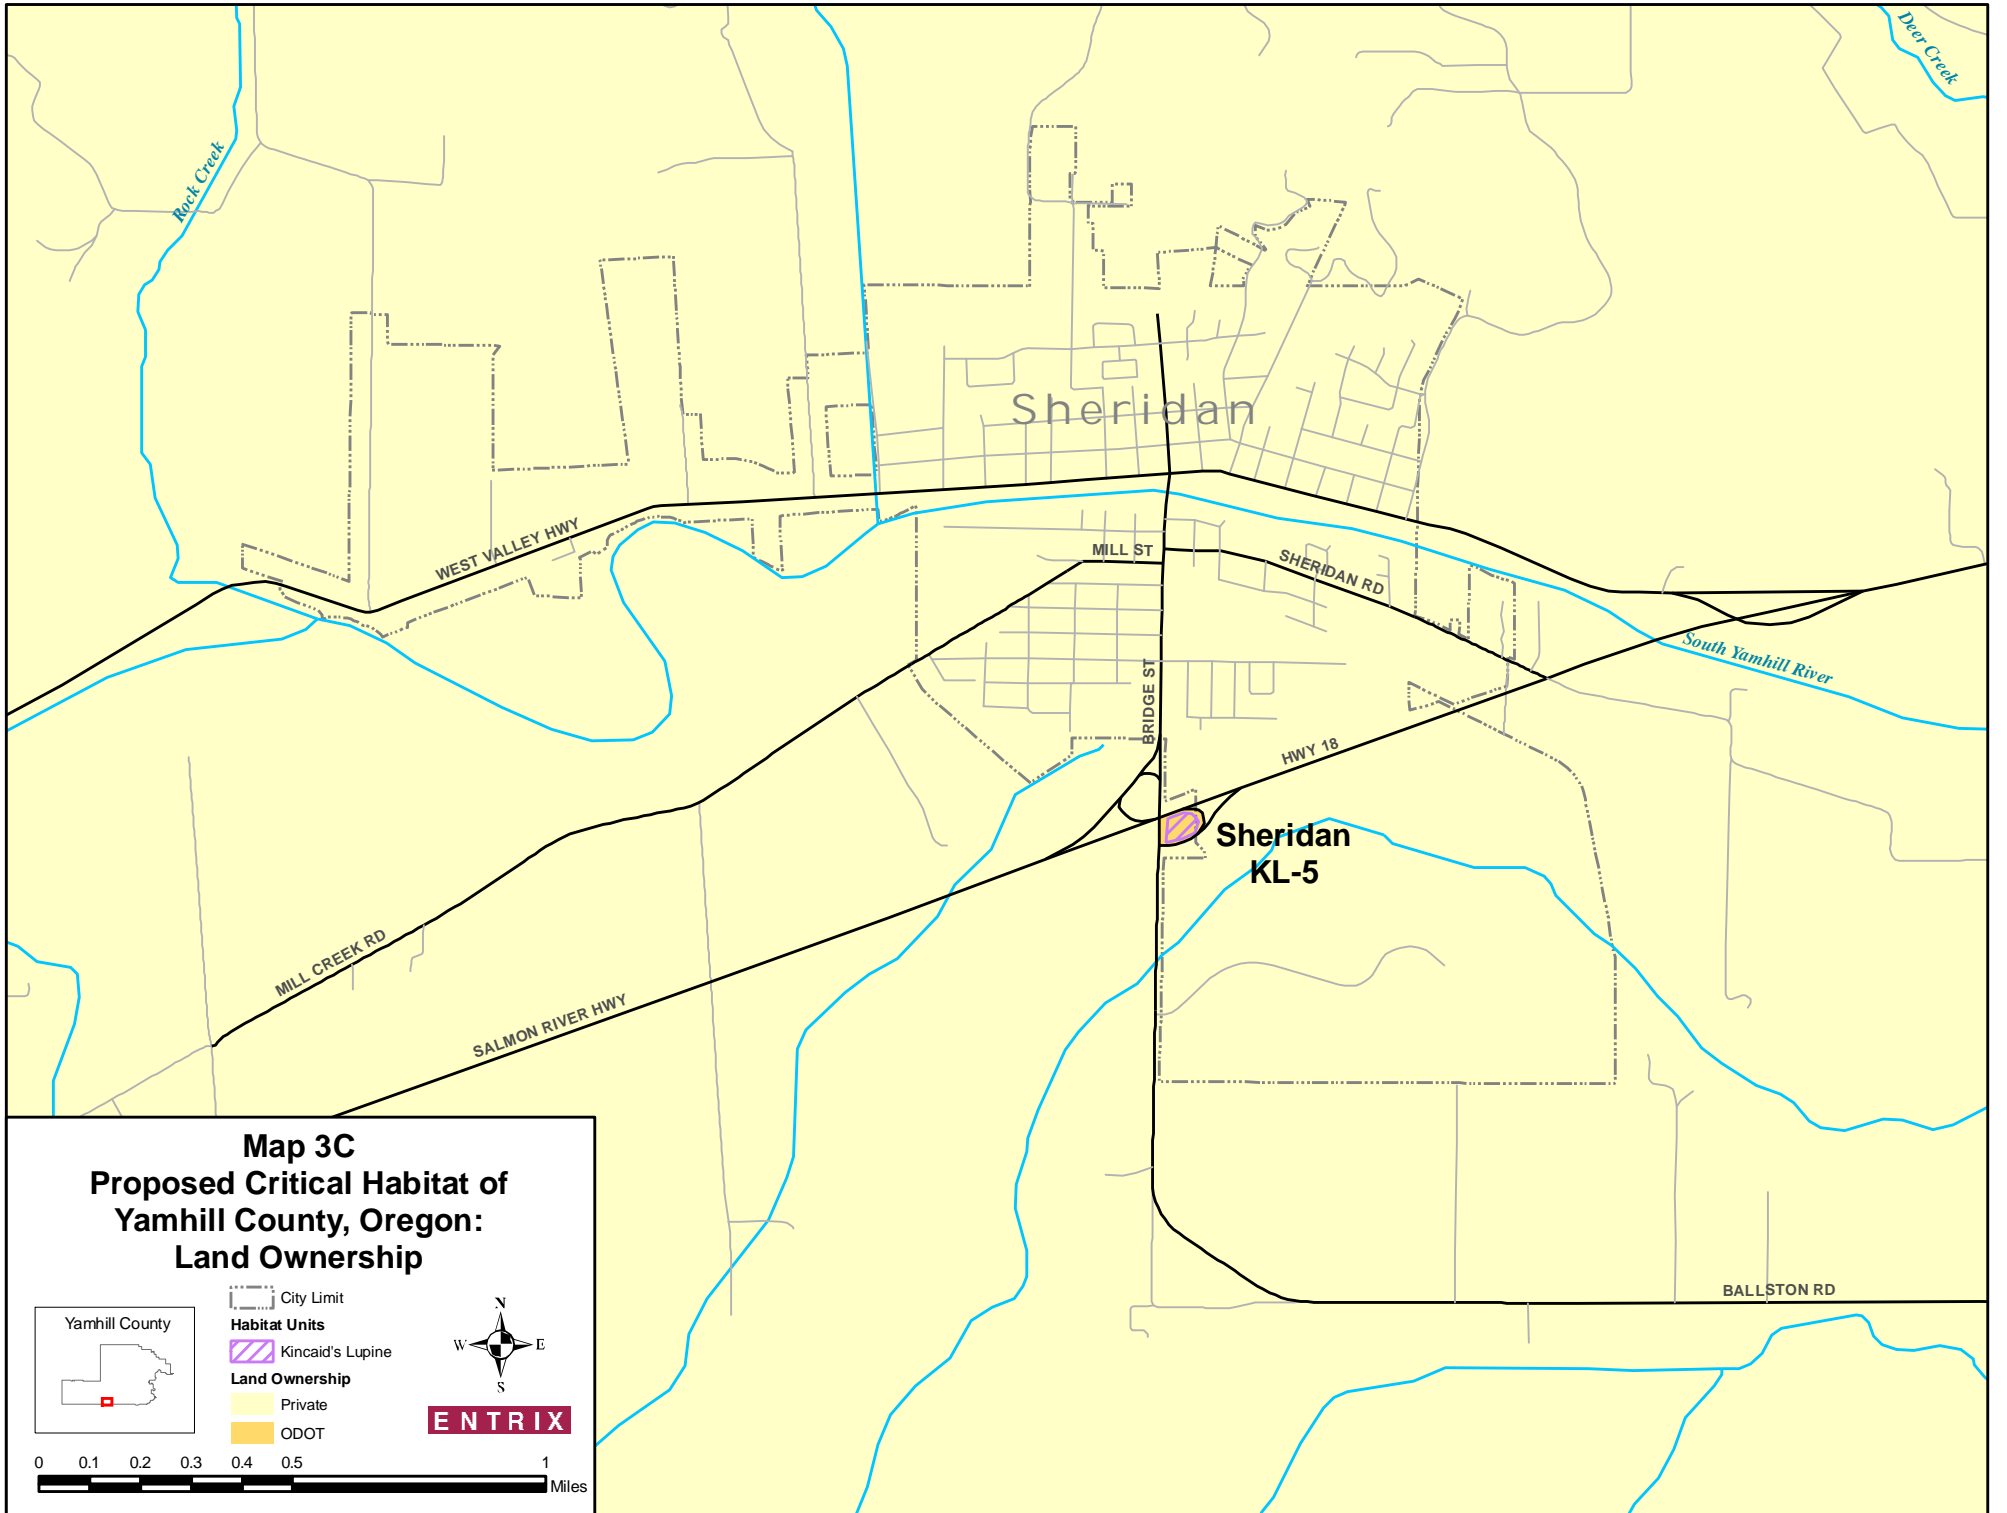 Deer Creek
Rock Creek
Sheridan
WEST VALLEY HWY
MILL ST
SHERIDAN RD
South Yamhill River
BRIDGE ST
HWY 18
Sheridan
KL-5
MILL CREEK RD
SALMON RIVER HWY
BALLSTON RD
Map 3C
Proposed Critical Habitat of
Yamhill County, Oregon:
Land Ownership
Yamhill County
City Limit
Habitat Units
Kincaid's Lupine
Land Ownership
Private
ODOT
N
W E
S
ENTRIX
0 0.1 0.2 0.3 0.4 0.5 1
Miles